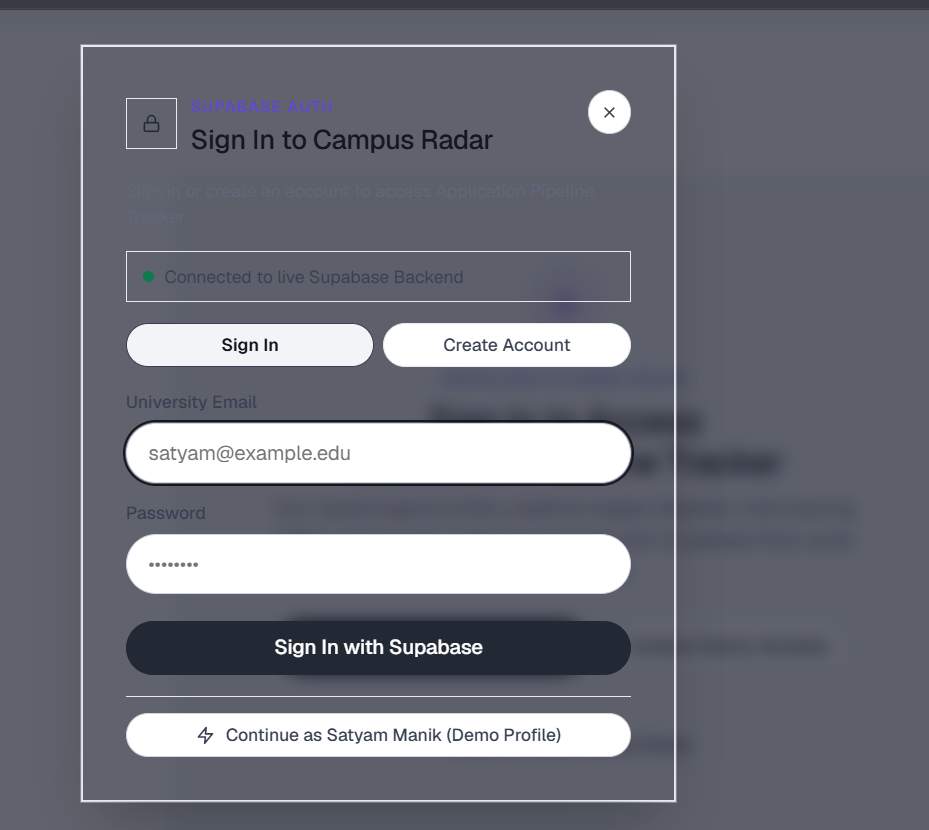 SUPABASE AUTH
Sign In to Campus Radar
Sign in or create an account to access Application Pipeline
Tracker
Connected to live Supabase Backend
Sign In
Create Account
University Email
satyam@example.edu
Password
Sign In with Supabase
Continue as Satyam Manik (Demo Profile)